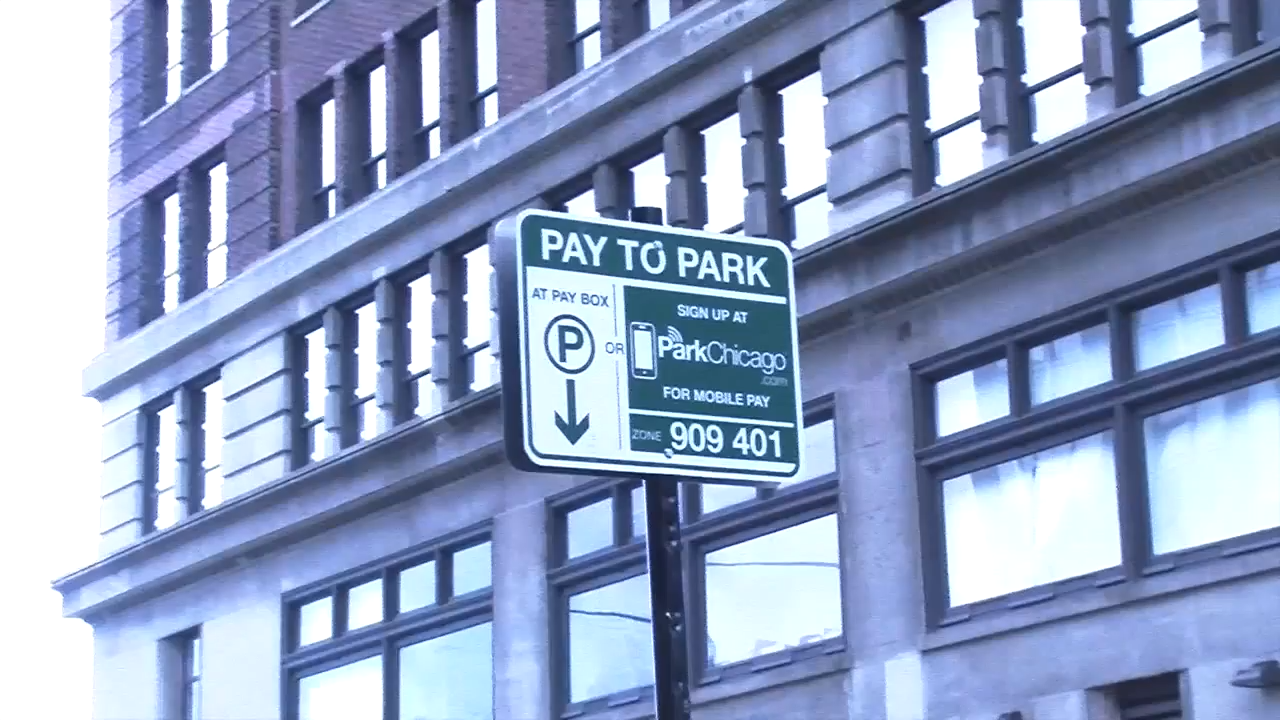 PAY TO PARK
AT PAY BOX
P
OR
SIGN UP AT
ParkChicago
.com
FOR MOBILE PAY
ZONE 909 401